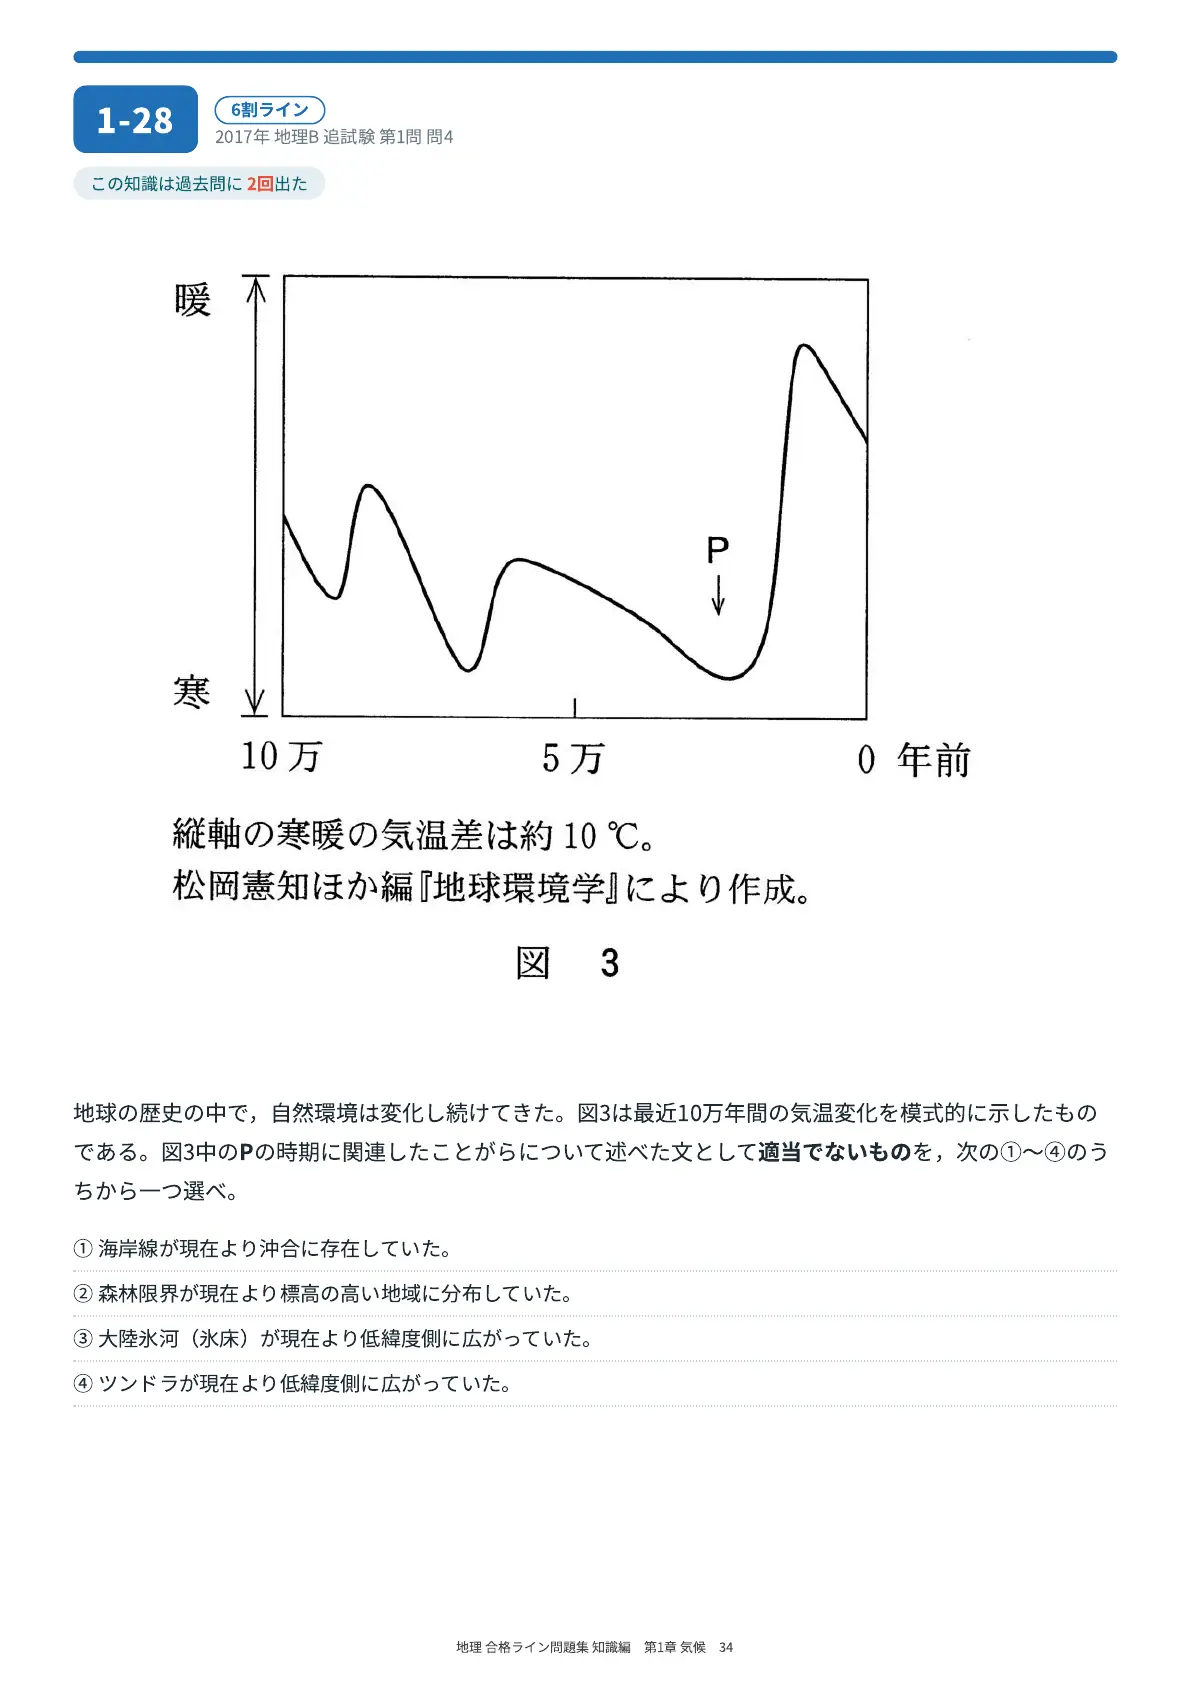 1-28
6割ライン
2017年 地理B 追試験 第1問 問4
この知識は過去問に 2回出た
暖
P
寒
10万 5万 0 年前
縦軸の寒暖の気温差は約 10 ℃。
松岡憲知ほか編『地球環境学』により作成。
図 3
地球の歴史の中で，自然環境は変化し続けてきた。図3は最近10万年間の気温変化を模式的に示したもの
である。図3中のPの時期に関連したことがらについて述べた文として適当でないものを，次の①〜④のう
ちから一つ選べ。
① 海岸線が現在より沖合に存在していた。
② 森林限界が現在より標高の高い地域に分布していた。
③ 大陸氷河（氷床）が現在より低緯度側に広がっていた。
④ ツンドラが現在より低緯度側に広がっていた。
地理 合格ライン問題集 知識編 第1章 気候 34